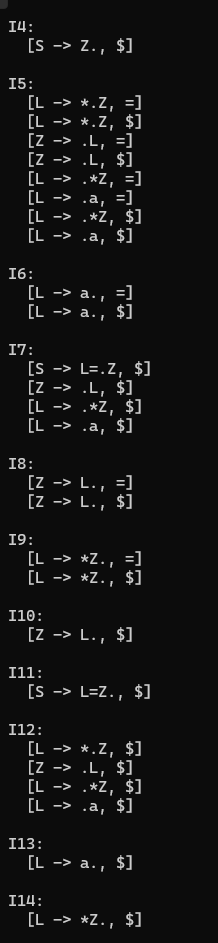 I4:
[S -> Z., $]
I5:
[L -> *.Z, =]
[L -> *.Z, $]
[Z -> .L, =]
[Z -> .L, $]
[L -> .*Z, =]
[L -> .a, =]
[L -> .*Z, $]
[L -> .a, $]
I6:
[L -> a., =]
[L -> a., $]
I7:
[S -> L=.Z, $]
[Z -> .L, $]
[L -> .*Z, $]
[L -> .a, $]
I8:
[Z -> L., =]
[Z -> L., $]
I9:
[L -> *Z., =]
[L -> *Z., $]
I10:
[Z -> L., $]
I11:
[S -> L=Z., $]
I12:
[L -> *.Z, $]
[Z -> .L, $]
[L -> .*Z, $]
[L -> .a, $]
I13:
[L -> a., $]
I14:
[L -> *Z., $]